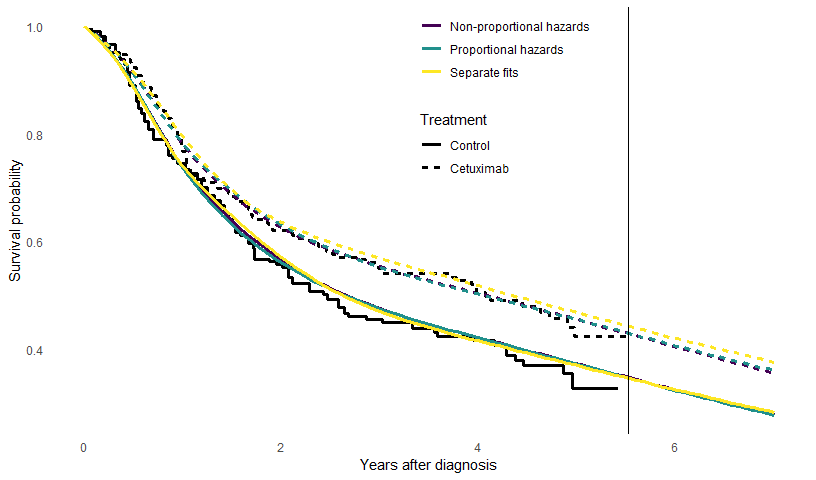 Non-proportional hazards
Proportional hazards
Separate fits
Treatment
Control
Cetuximab
Survival probability
1.0
0.8
0.6
0.4
0 2 4 6
Years after diagnosis